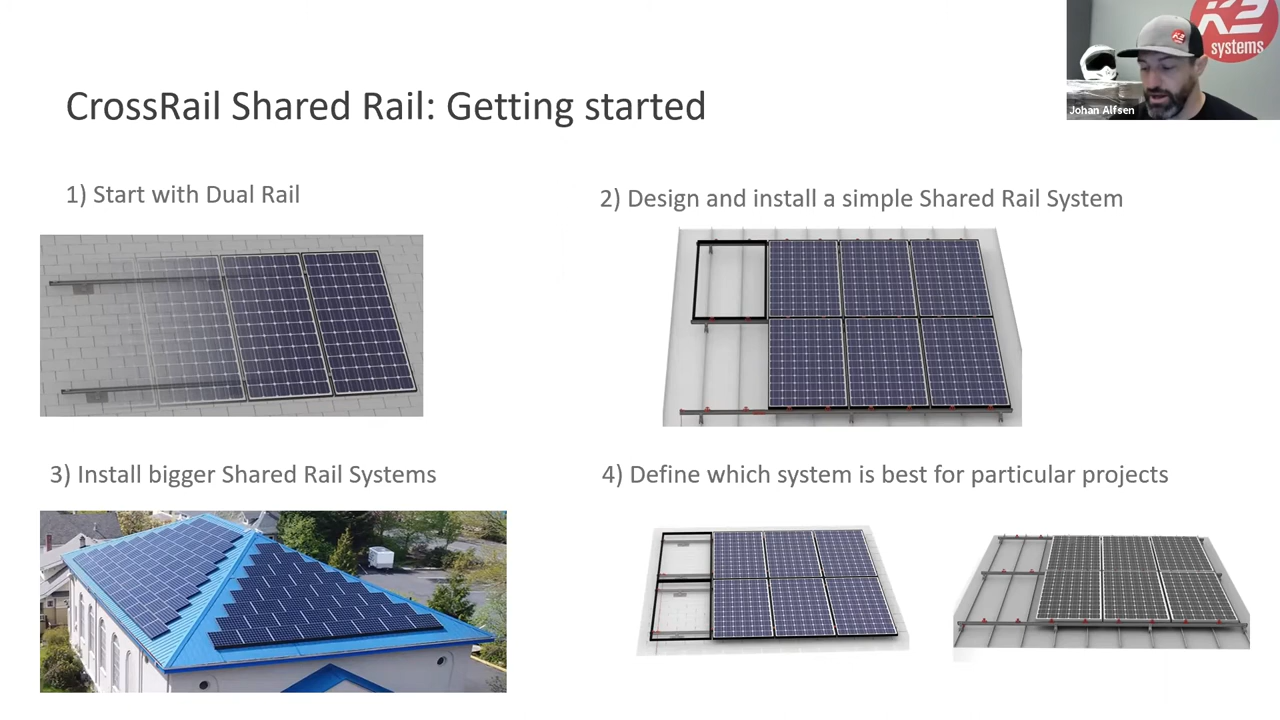 K2
systems
Johan Alfsen
CrossRail Shared Rail: Getting started
1) Start with Dual Rail
2) Design and install a simple Shared Rail System
3) Install bigger Shared Rail Systems
4) Define which system is best for particular projects